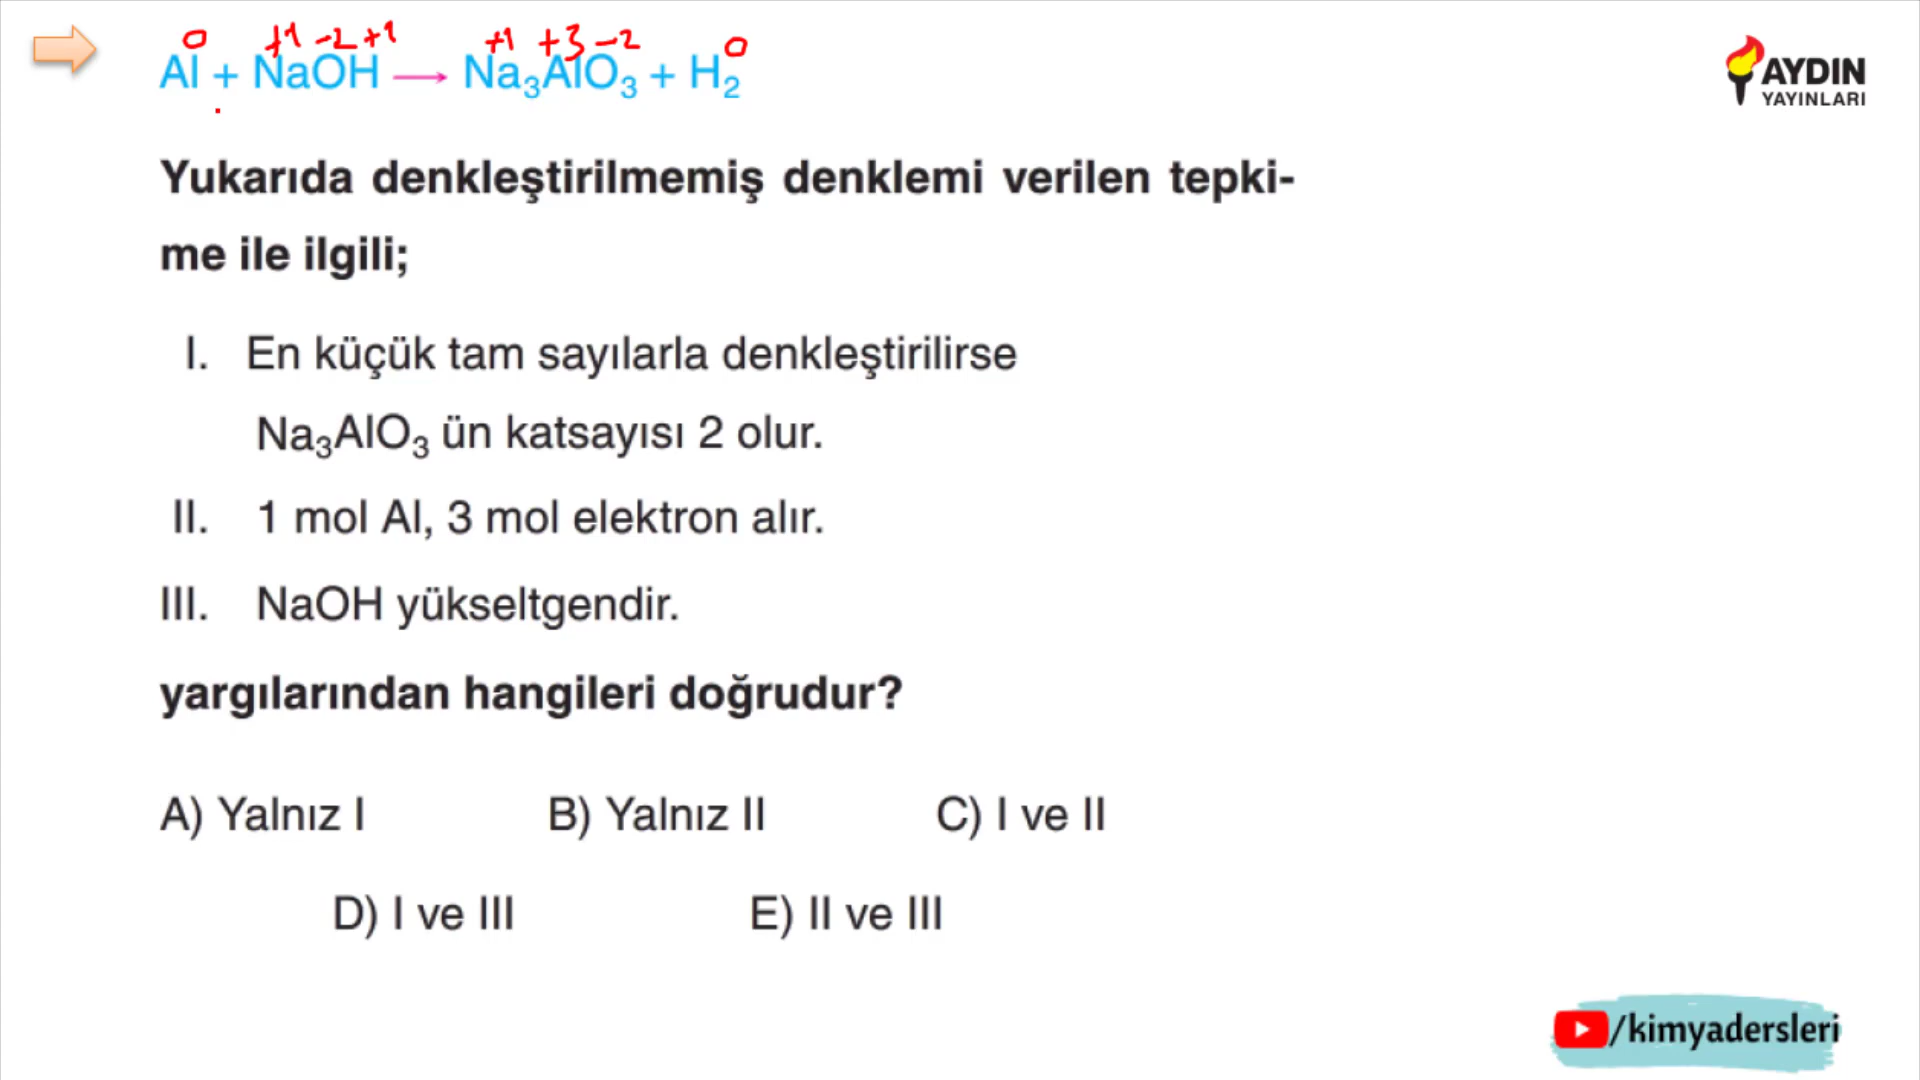 0 +1 -2 +1 +1 +3 -2 0
Al + NaOH → Na₃AlO₃ + H₂
AYDIN
YAYINLARI
Yukarıda denkleştirilmemiş denklemi verilen tepki-
me ile ilgili;
I. En küçük tam sayılarla denkleştirilirse
Na₃AlO₃ ün katsayısı 2 olur.
II. 1 mol Al, 3 mol elektron alır.
III. NaOH yükseltgendir.
yargılarından hangileri doğrudur?
A) Yalnız I B) Yalnız II C) I ve II
D) I ve III E) II ve III
/kimyadersleri